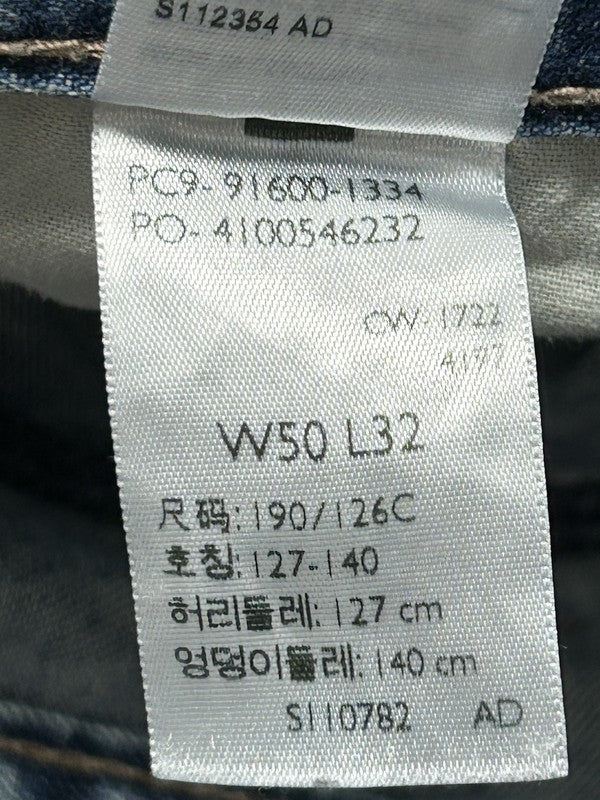 S112354 AD
PC9- 91600-1334
PO- 4100546232
CW- 1722
4197
W50 L32
尺码: 190/126C
호칭: 127-140
허리둘레: 127 cm
엉덩이둘레: 140 cm
S110782 AD